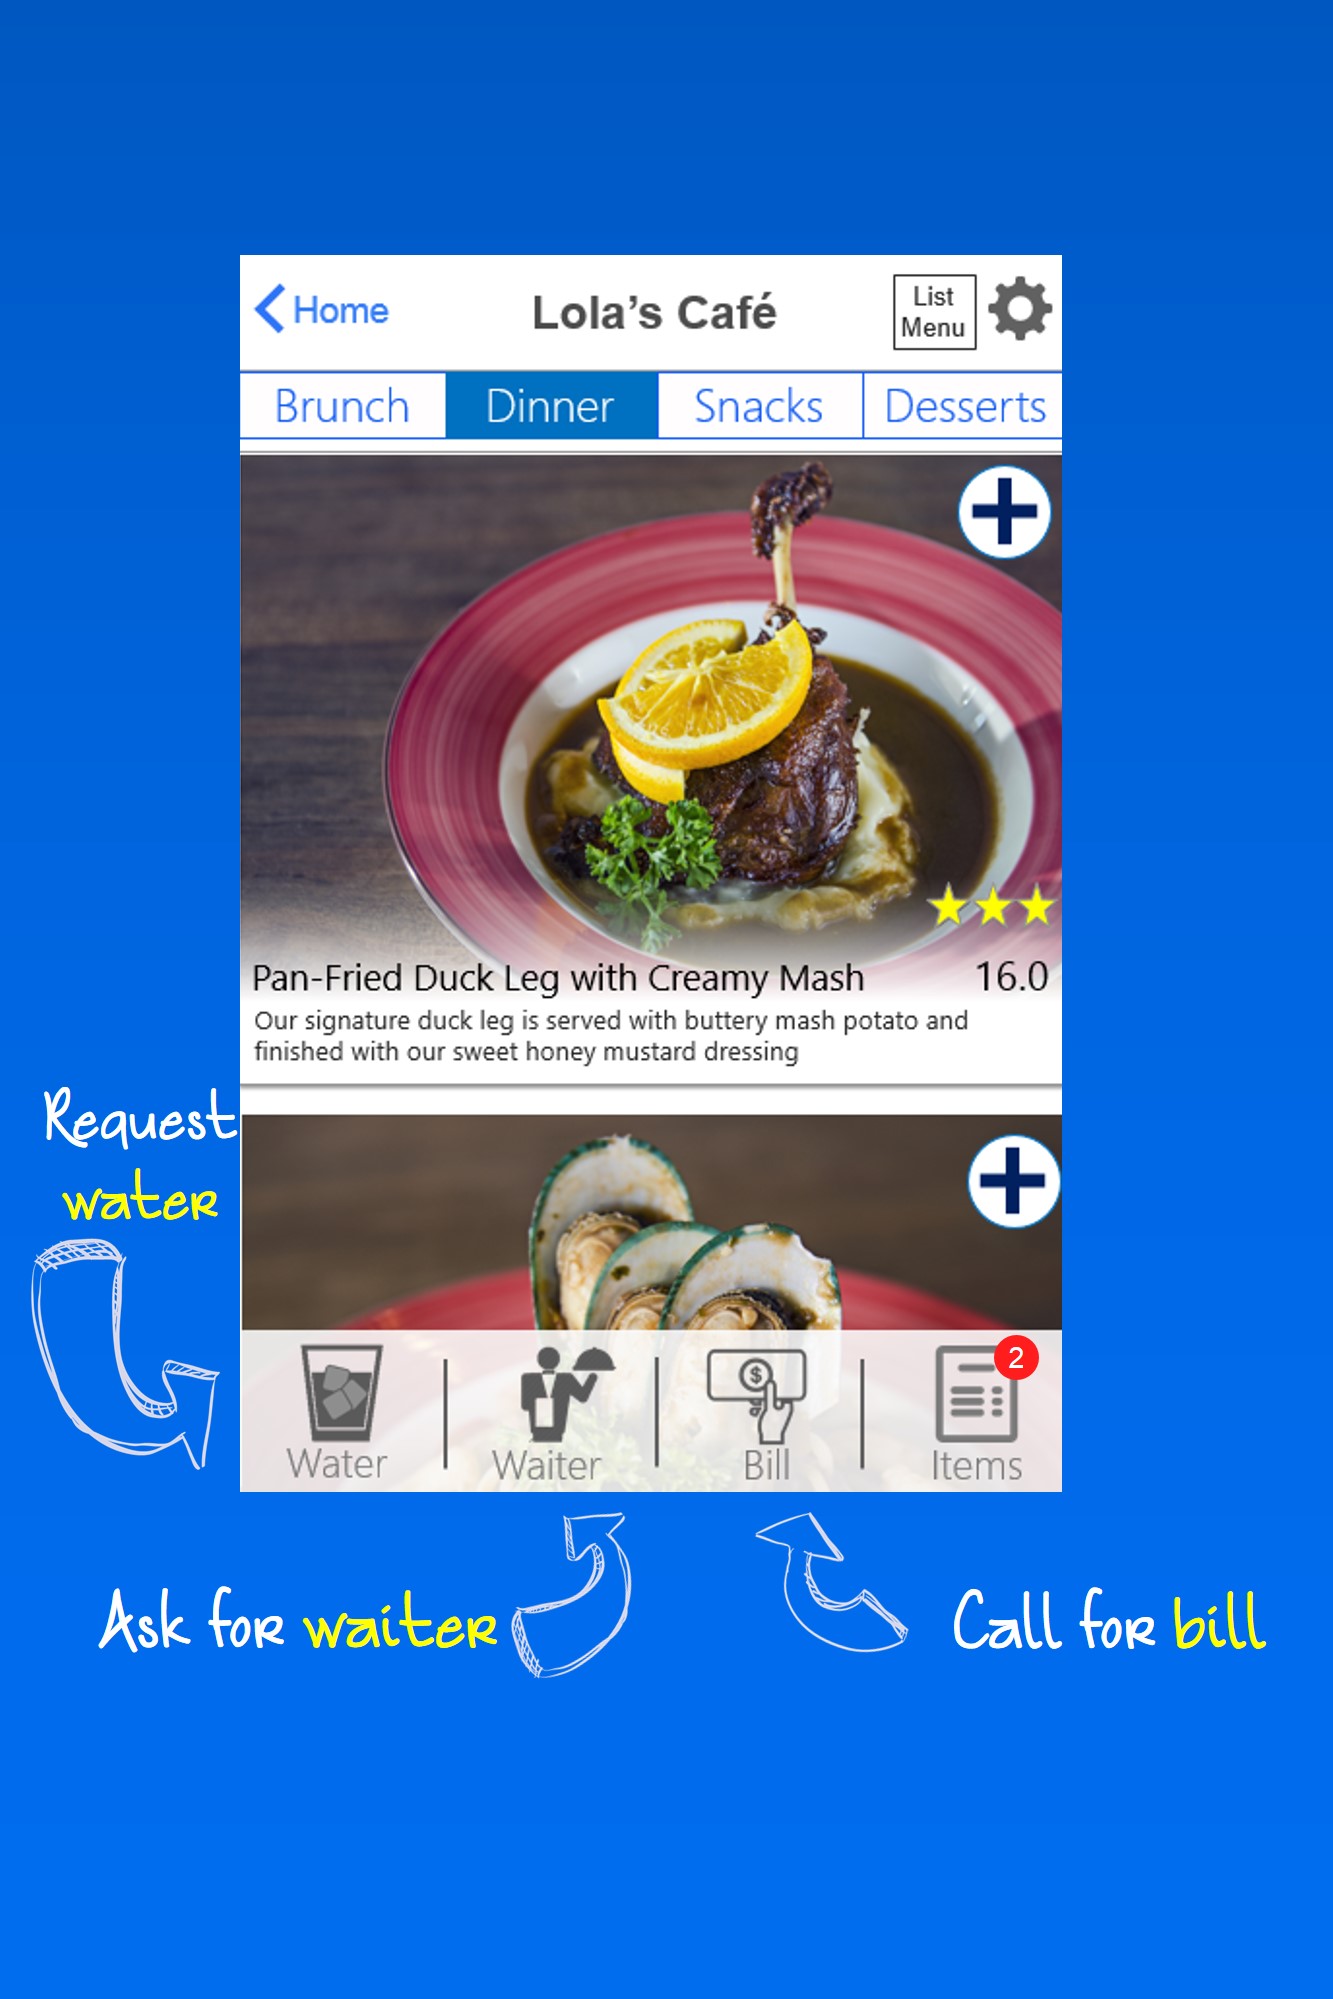 Home
Lola's Café
List
Menu
Brunch
Dinner
Snacks
Desserts
Pan-Fried Duck Leg with Creamy Mash
16.0
Our signature duck leg is served with buttery mash potato and
finished with our sweet honey mustard dressing
Request
water
$
2
Water
Waiter
Bill
Items
Ask for waiter
Call for bill